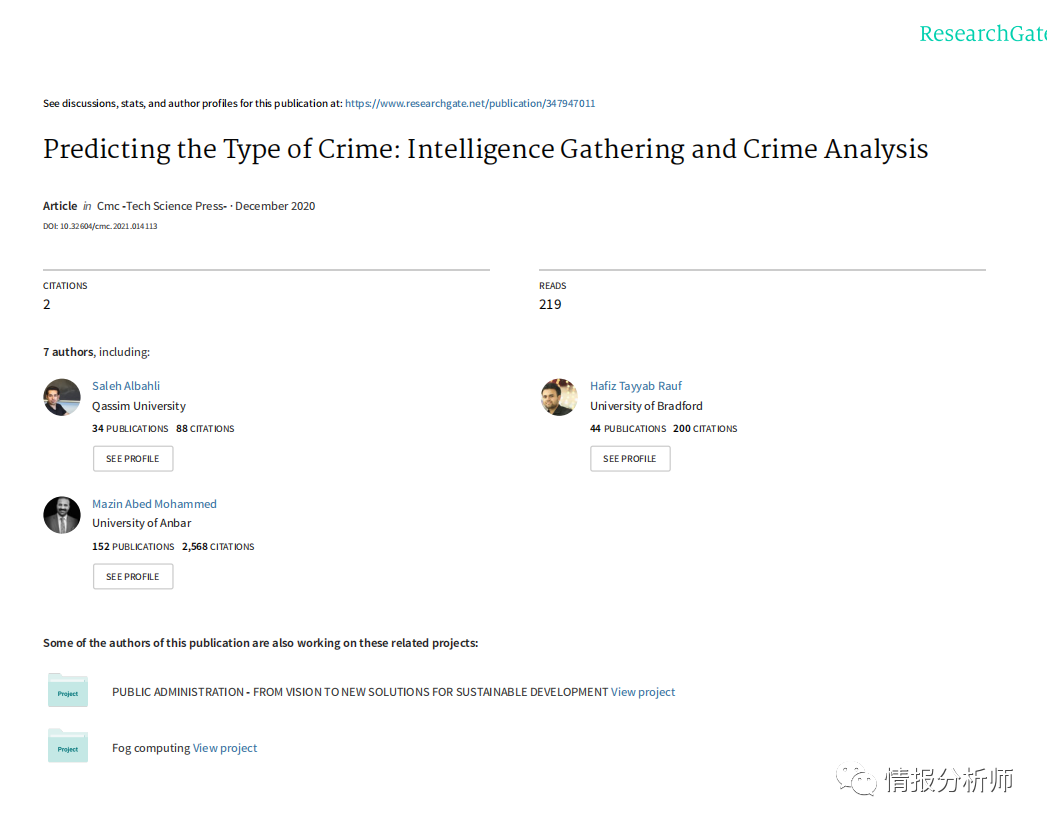 ResearchGate
See discussions, stats, and author profiles for this publication at: https://www.researchgate.net/publication/347947011
Predicting the Type of Crime: Intelligence Gathering and Crime Analysis
Article in Cmc -Tech Science Press- · December 2020
DOI: 10.32604/cmc.2021.014113
CITATIONS
2
READS
219
7 authors, including:
Saleh Albahli
Qassim University
34 PUBLICATIONS 88 CITATIONS
SEE PROFILE
Hafiz Tayyab Rauf
University of Bradford
44 PUBLICATIONS 200 CITATIONS
SEE PROFILE
Mazin Abed Mohammed
University of Anbar
152 PUBLICATIONS 2,568 CITATIONS
SEE PROFILE
Some of the authors of this publication are also working on these related projects:
Project
PUBLIC ADMINISTRATION - FROM VISION TO NEW SOLUTIONS FOR SUSTAINABLE DEVELOPMENT View project
Project
Fog computing View project
情报分析师